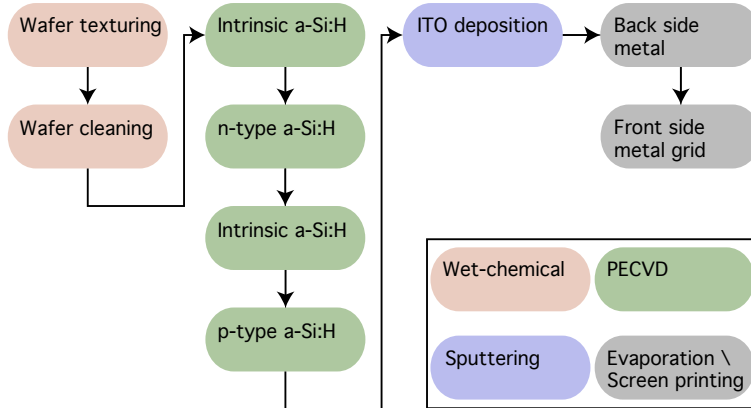 Wafer texturing
Wafer cleaning
Intrinsic a-Si:H
n-type a-Si:H
Intrinsic a-Si:H
p-type a-Si:H
ITO deposition
Back side
metal
Front side
metal grid
Wet-chemical
PECVD
Sputtering
Evaporation \
Screen printing